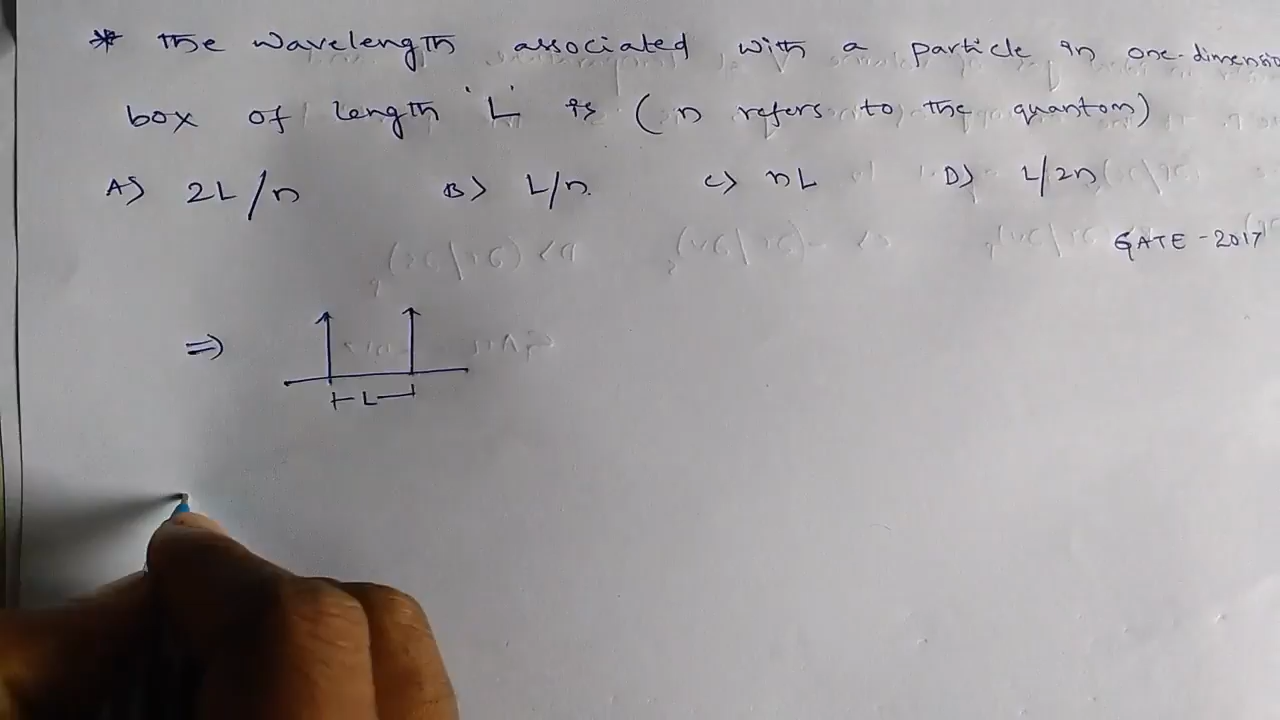 * The wavelength associated with a particle in one-dimensio
box of length 'L' is (n refers to the quantom)
A) 2L/n B) L/n. C) nL D) L/2n
GATE-2017
⇒
L